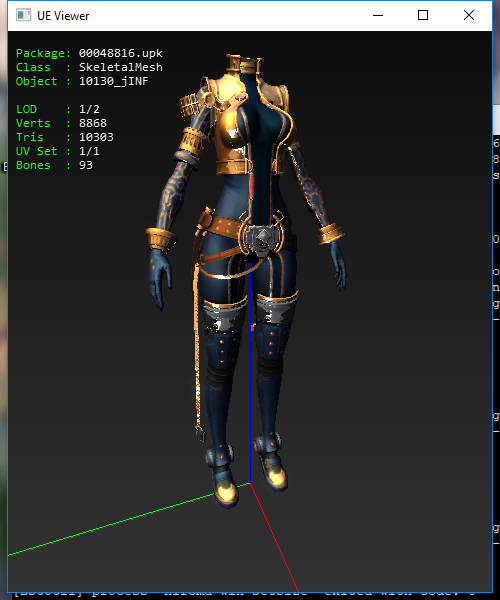 UE Viewer
Package: 00048816.upk
Class : SkeletalMesh
Object : 10130_jINF
LOD : 1/2
Verts : 8868
Tris : 10303
UV Set : 1/1
Bones : 93